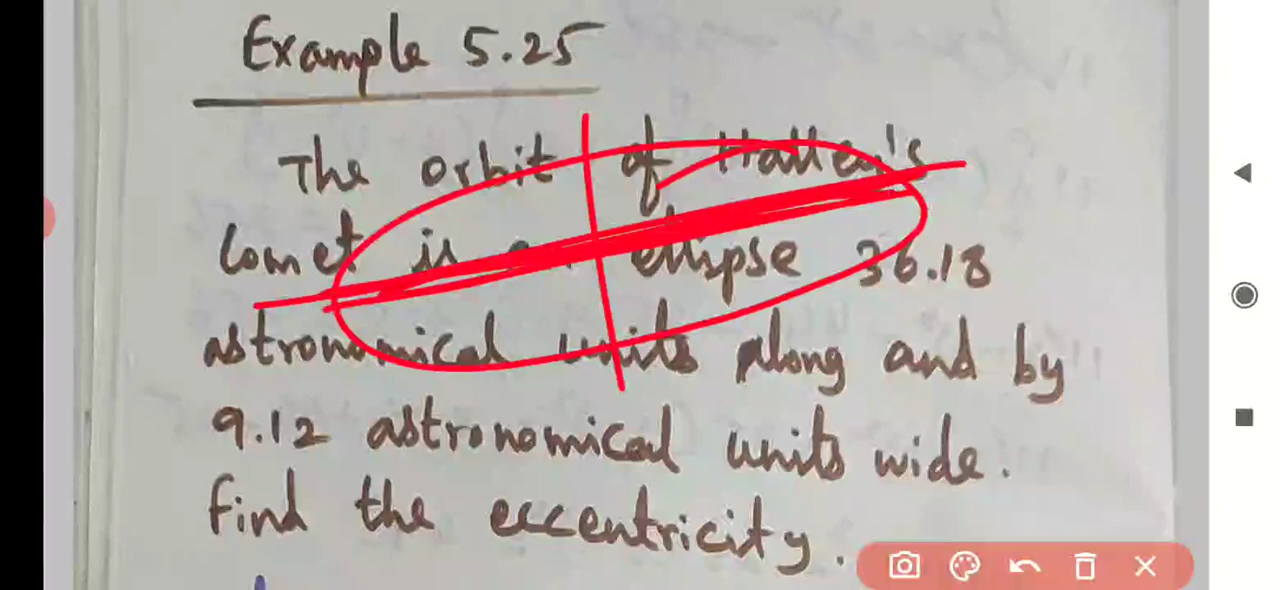 Example 5.25
The orbit of Halley's
Comet is an ellipse 36.18
astronomical units along and by
9.12 astronomical units wide.
Find the eccentricity.